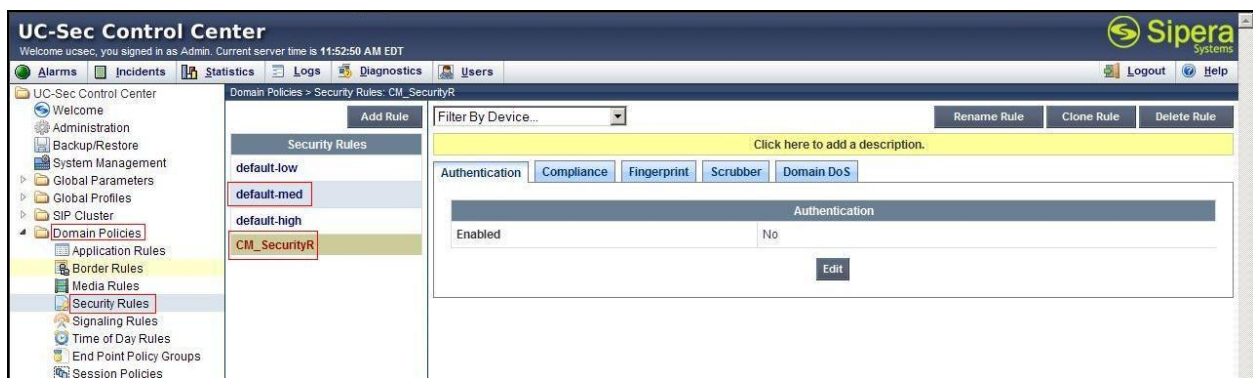 UC-Sec Control Center
Welcome ucsec, you signed in as Admin. Current server time is 11:52:50 AM EDT
Sipera
Systems
Alarms Incidents Statistics Logs Diagnostics Users Logout Help
UC-Sec Control Center
Welcome
Administration
Backup/Restore
System Management
Global Parameters
Global Profiles
SIP Cluster
Domain Policies
Application Rules
Border Rules
Media Rules
Security Rules
Signaling Rules
Time of Day Rules
End Point Policy Groups
Session Policies
Domain Policies > Security Rules: CM_SecurityR
Add Rule
Security Rules
default-low
default-med
default-high
CM_SecurityR
Filter By Device...
Rename Rule Clone Rule Delete Rule
Click here to add a description.
Authentication Compliance Fingerprint Scrubber Domain DoS
Authentication
Enabled No
Edit